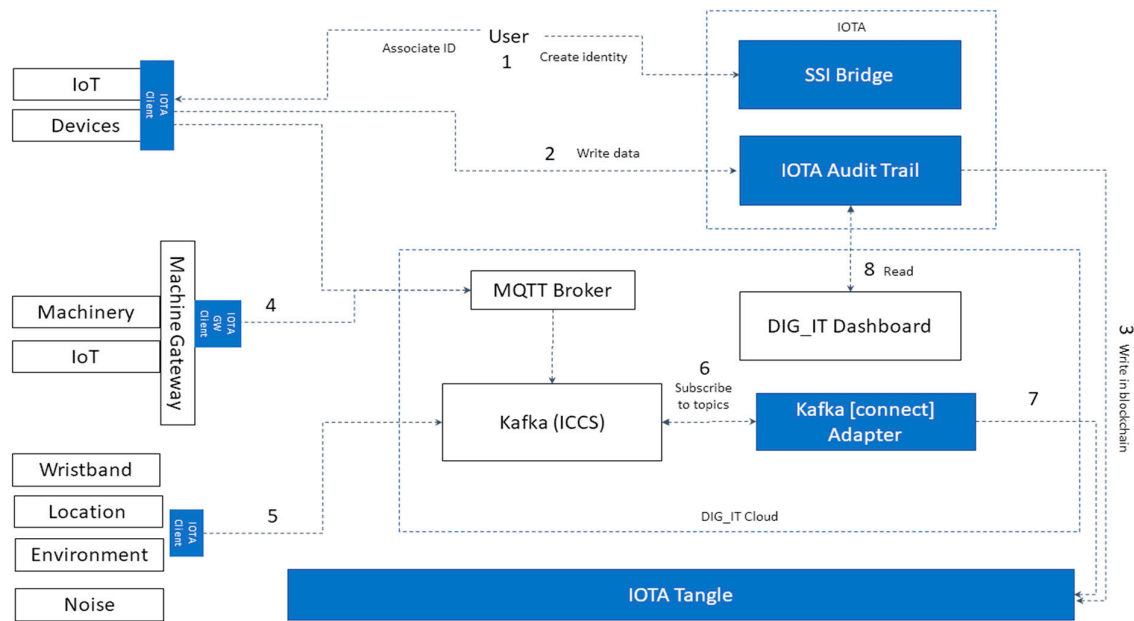 IOTA
User
Associate ID
1
Create identity
SSI Bridge
IoT
Devices
IOTA
Client
2 Write data
IOTA Audit Trail
8 Read
MQTT Broker
DIG_IT Dashboard
Machinery
IoT
Machine Gateway
IOTA
GW
Client
4
3 Write in blockchain
6
Subscribe
to topics
Kafka (ICCS)
Kafka [connect]
Adapter
7
Wristband
Location
Environment
Noise
IOTA
Client
5
DIG_IT Cloud
IOTA Tangle